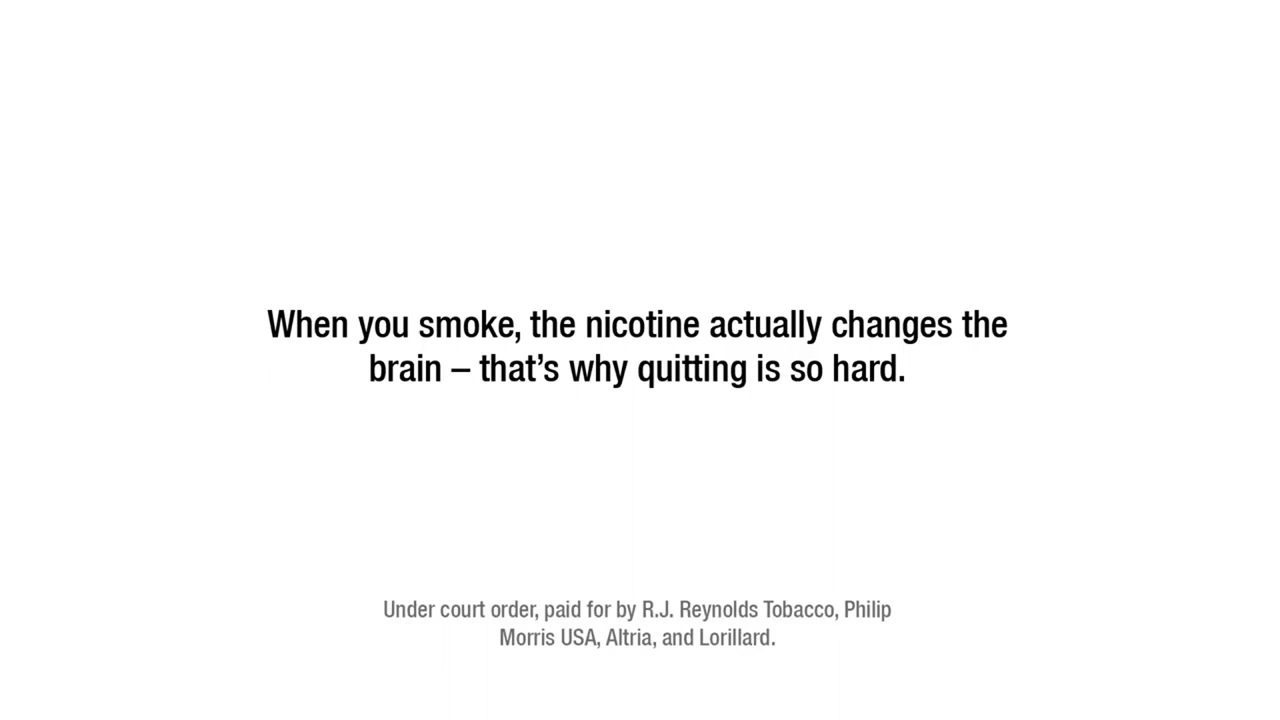 When you smoke, the nicotine actually changes the
brain – that’s why quitting is so hard.
Under court order, paid for by R.J. Reynolds Tobacco, Philip
Morris USA, Altria, and Lorillard.